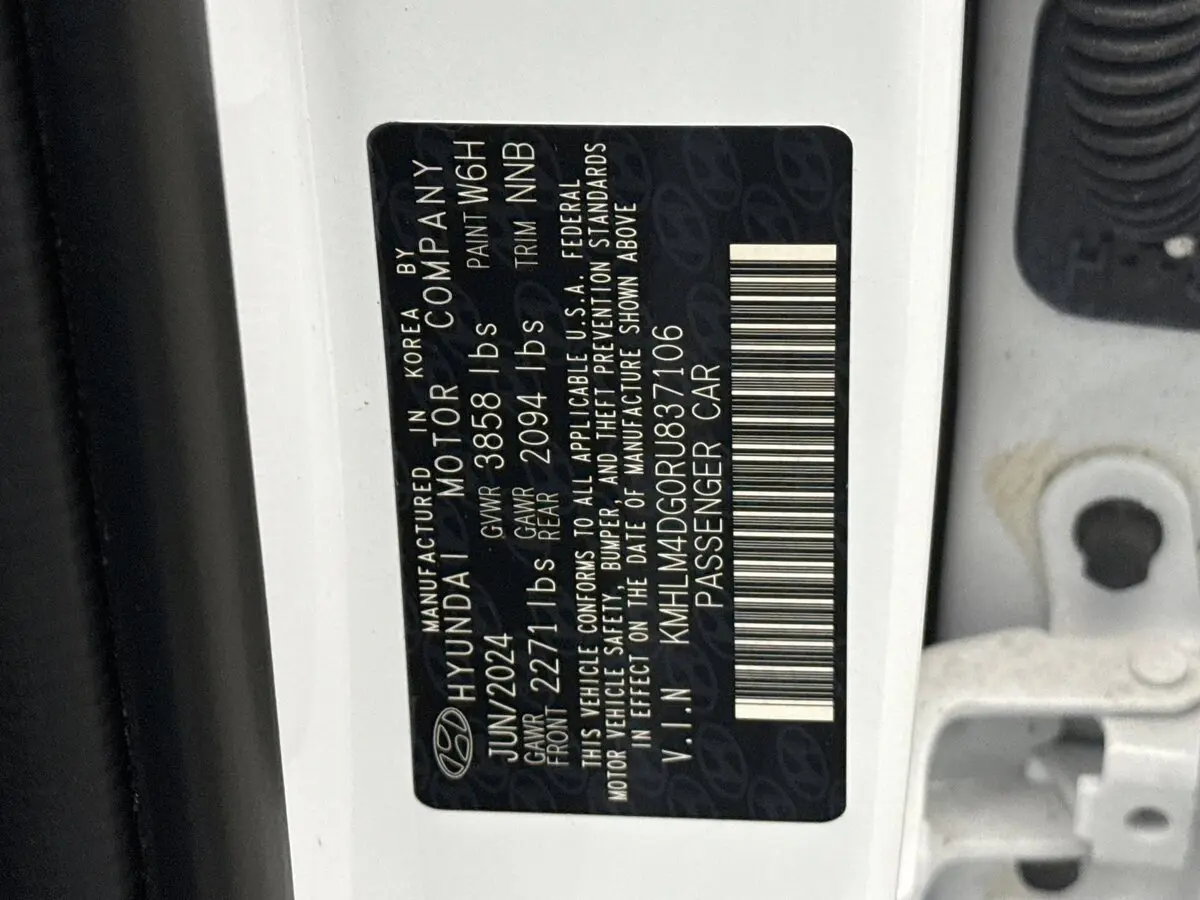 MANUFACTURED IN KOREA BY
HYUNDAI MOTOR COMPANY
JUN/2024 GVWR 3858 lbs PAINT W6H
GAWR FRONT 2271 lbs GAWR REAR 2094 lbs TRIM NNB
THIS VEHICLE CONFORMS TO ALL APPLICABLE U.S.A. FEDERAL
MOTOR VEHICLE SAFETY, BUMPER, AND THEFT PREVENTION STANDARDS
IN EFFECT ON THE DATE OF MANUFACTURE SHOWN ABOVE
V.I.N KMHLM4DG0RU837106
PASSENGER CAR